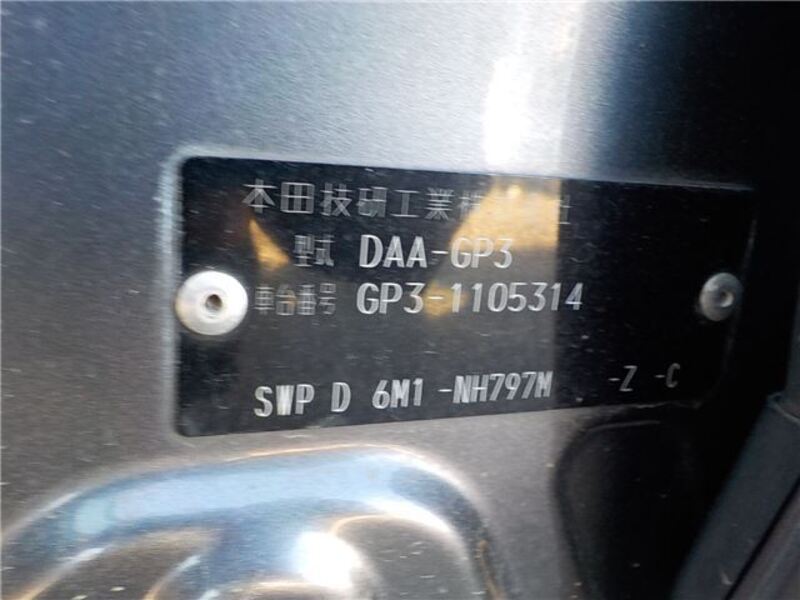 本田技研工業株式会社
型式 DAA-GP3
車台番号 GP3-1105314
SWP D 6M1 -NH797M -Z -C